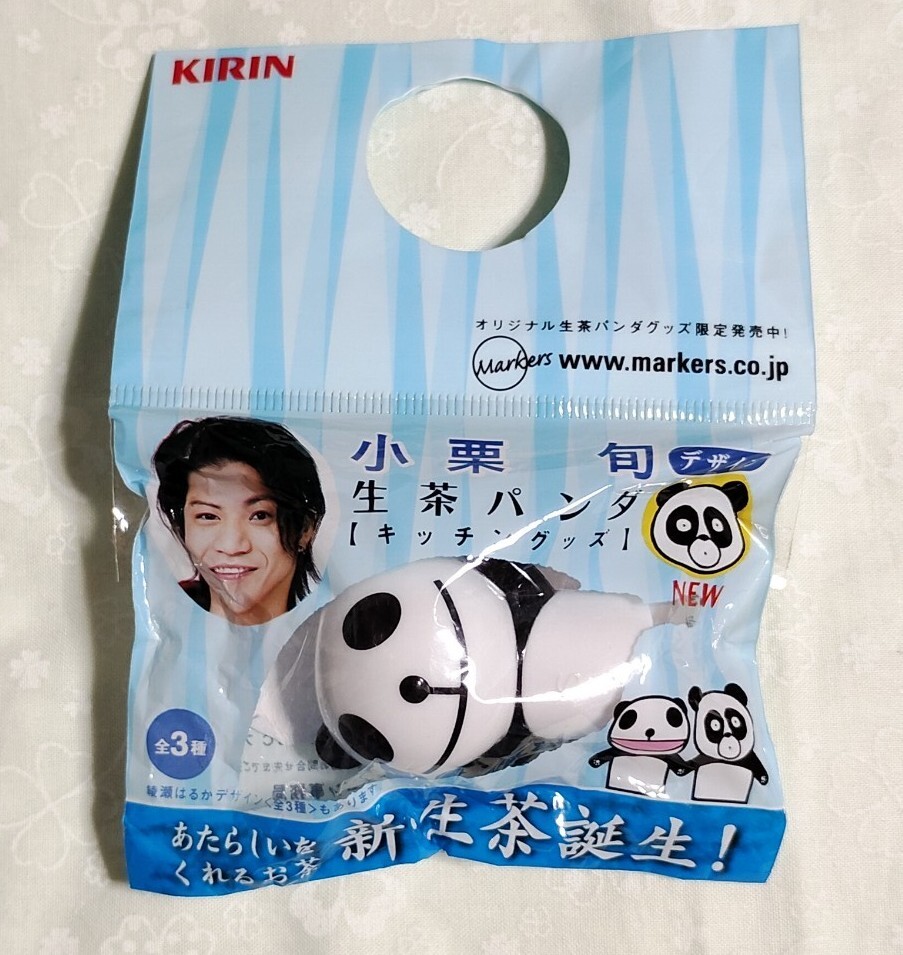 KIRIN
オリジナル生茶パンダグッズ限定発売中!
Markers www.markers.co.jp
小栗 旬 デザイン
生茶パンダ
【キッチングッズ】
NEW
全3種
綾瀬はるかデザイン<全3種>もあります
あたらしいを
くれるお茶
新生茶誕生!